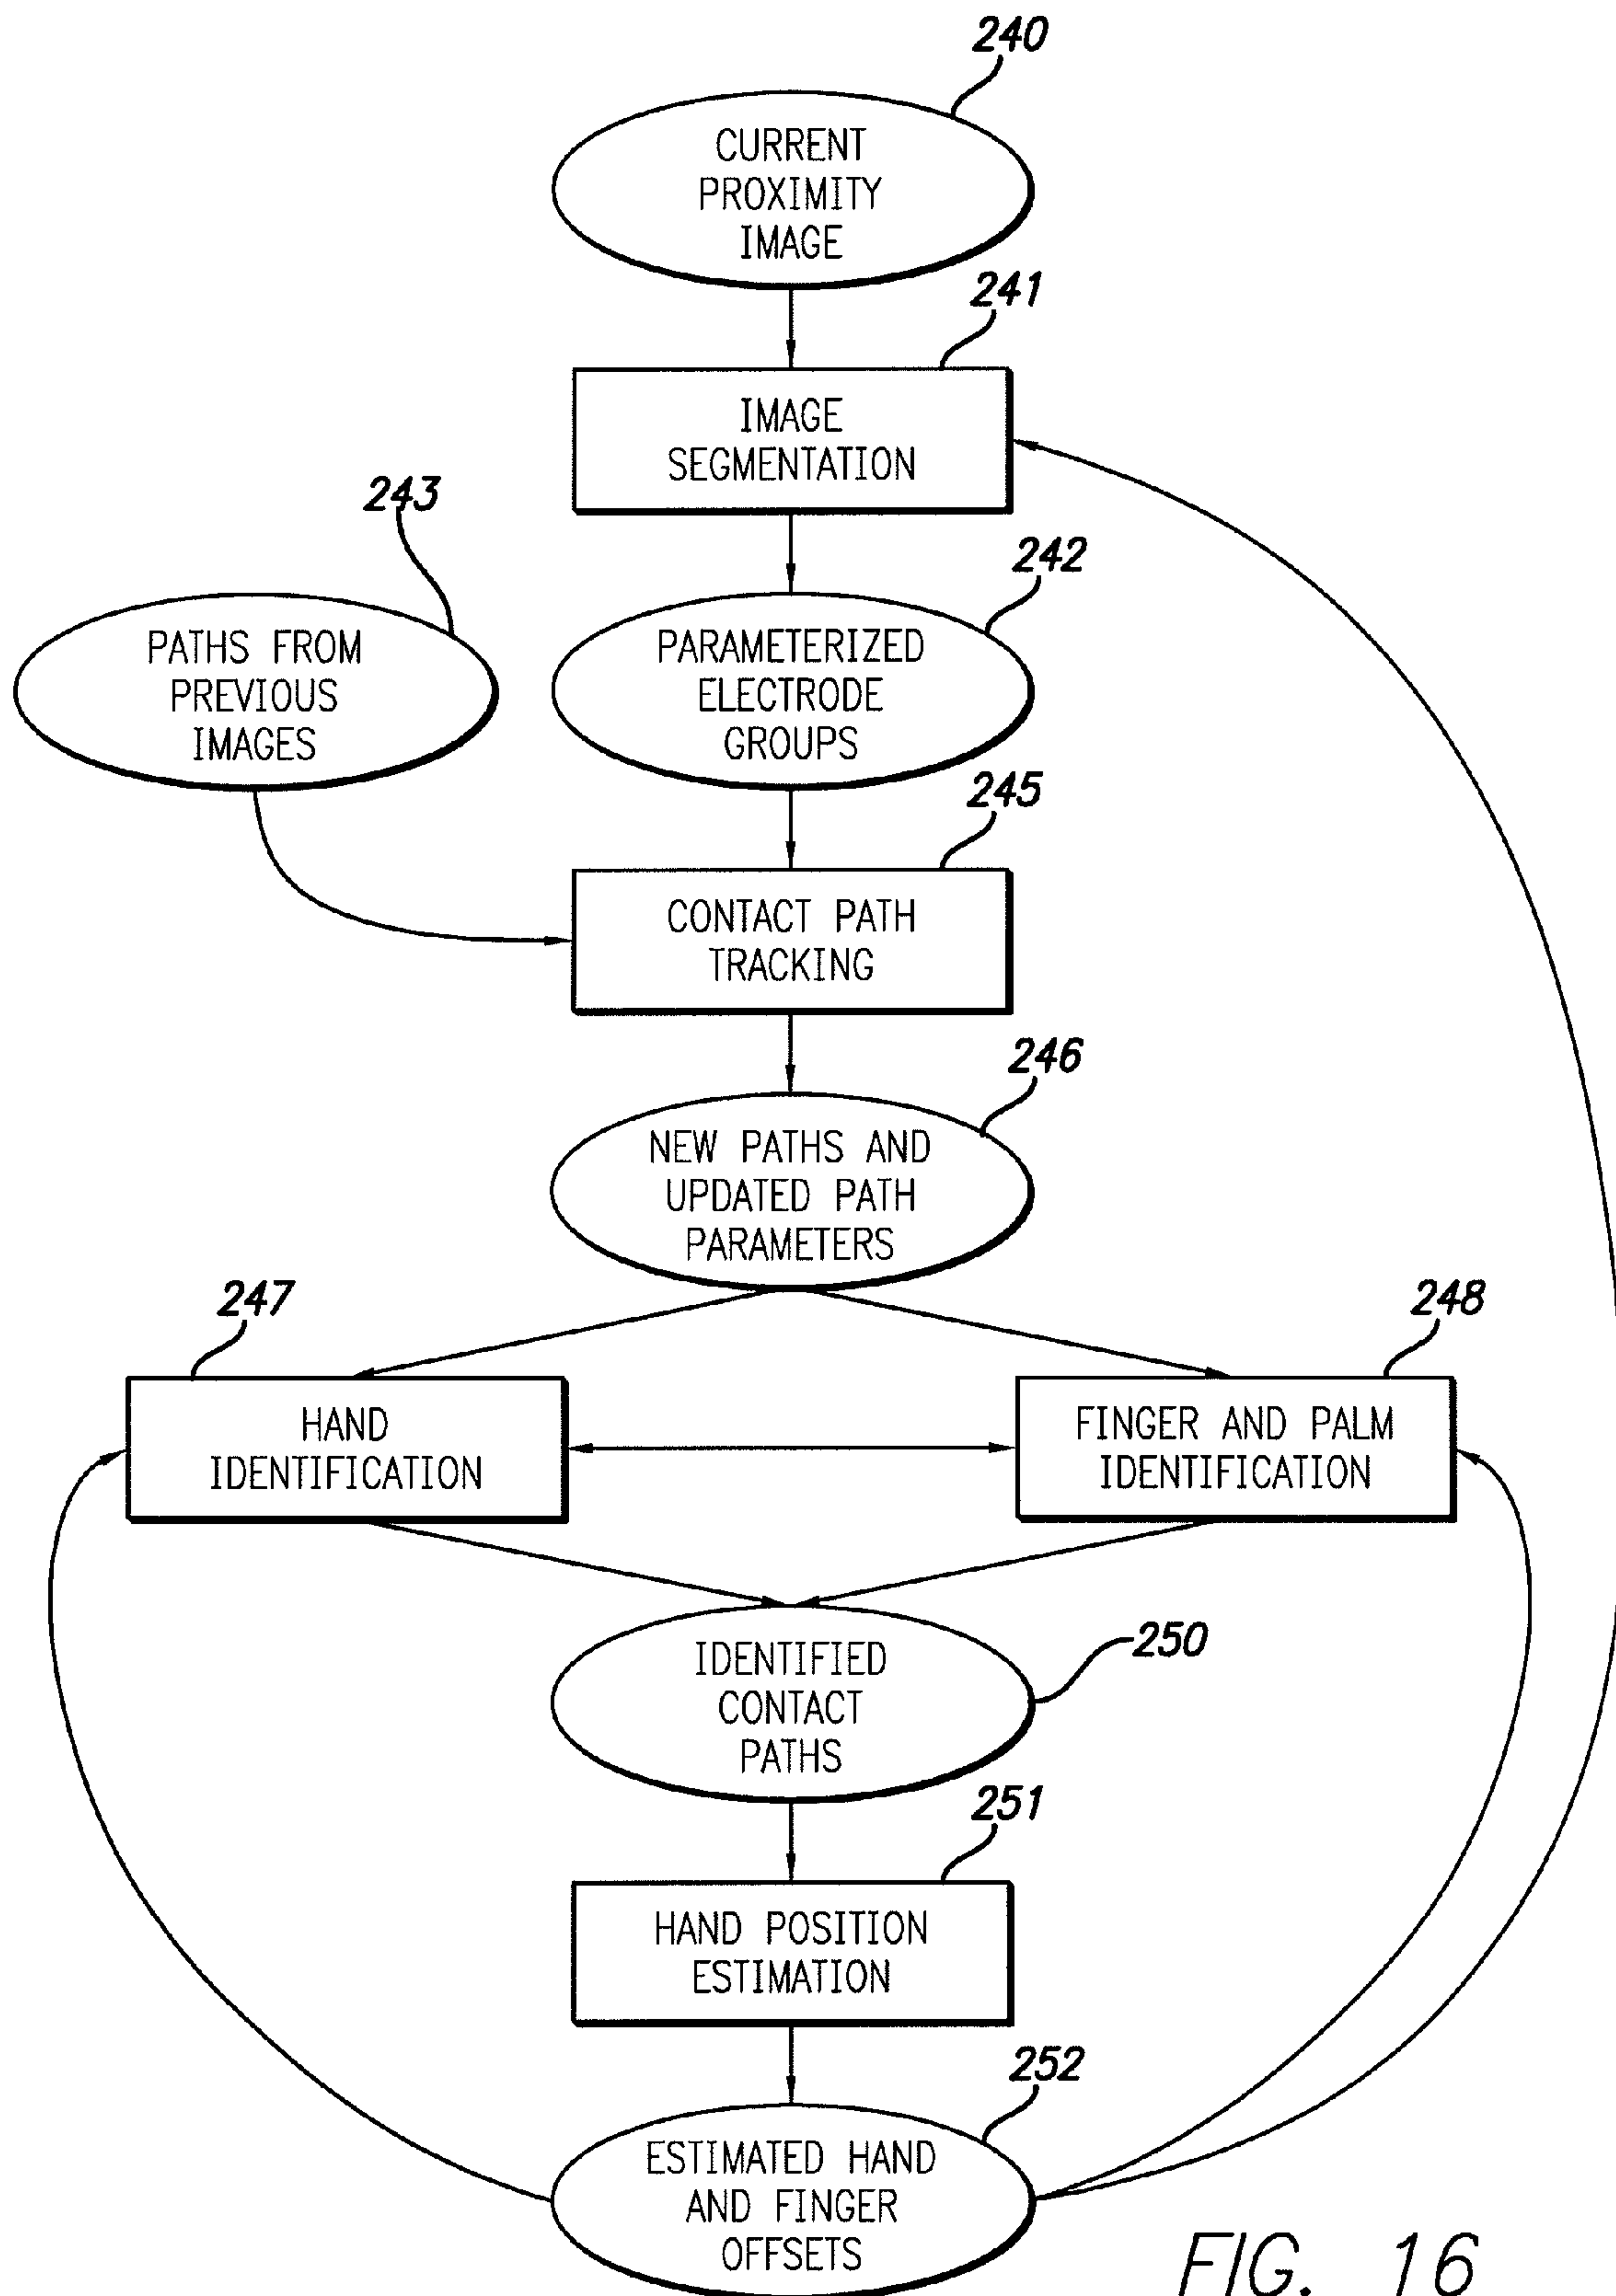 240
CURRENT
PROXIMITY
IMAGE
241
IMAGE
SEGMENTATION
243
242
PATHS FROM
PREVIOUS
IMAGES
PARAMETERIZED
ELECTRODE
GROUPS
245
CONTACT PATH
TRACKING
246
NEW PATHS AND
UPDATED PATH
PARAMETERS
247
248
HAND
IDENTIFICATION
FINGER AND PALM
IDENTIFICATION
250
IDENTIFIED
CONTACT
PATHS
251
HAND POSITION
ESTIMATION
252
ESTIMATED HAND
AND FINGER
OFFSETS
FIG. 16